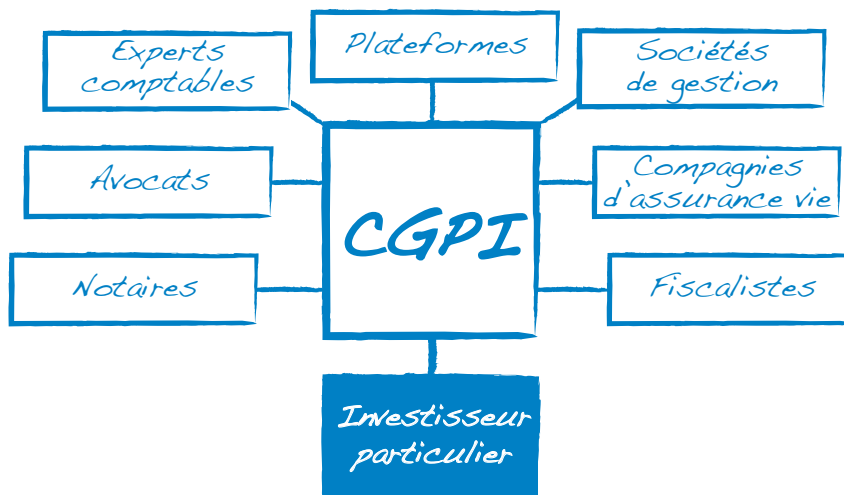 Plateformes
Experts
comptables
Sociétés
de gestion
Avocats
Compagnies
d'assurance vie
CGPI
Notaires
Fiscalistes
Investisseur
particulier